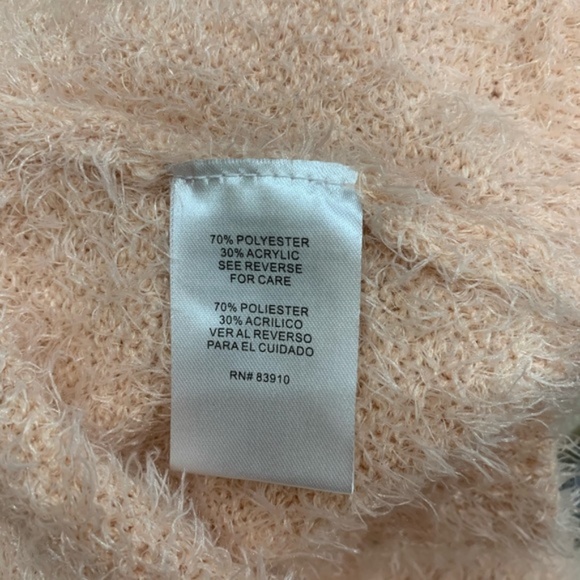 70% POLYESTER
30% ACRYLIC
SEE REVERSE
FOR CARE
70% POLIESTER
30% ACRILICO
VER AL REVERSO
PARA EL CUIDADO
RN# 83910